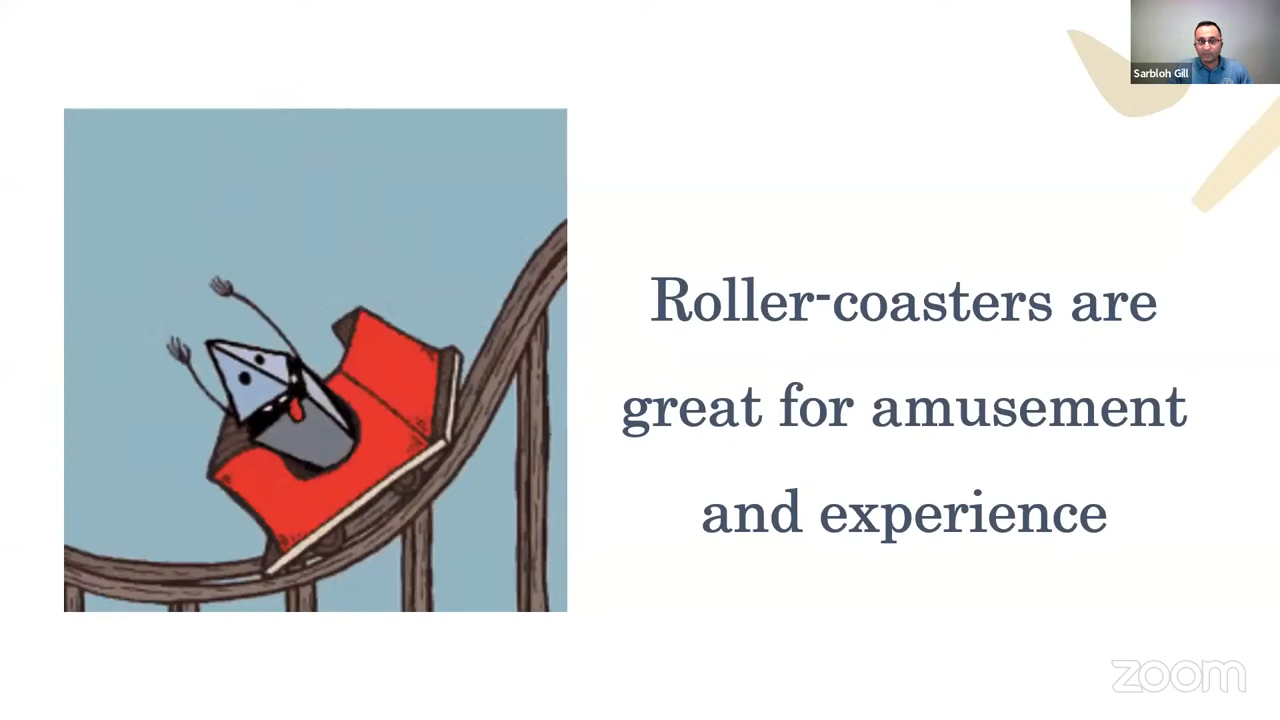 Sarbloh Gill
Roller-coasters are
great for amusement
and experience
zoom